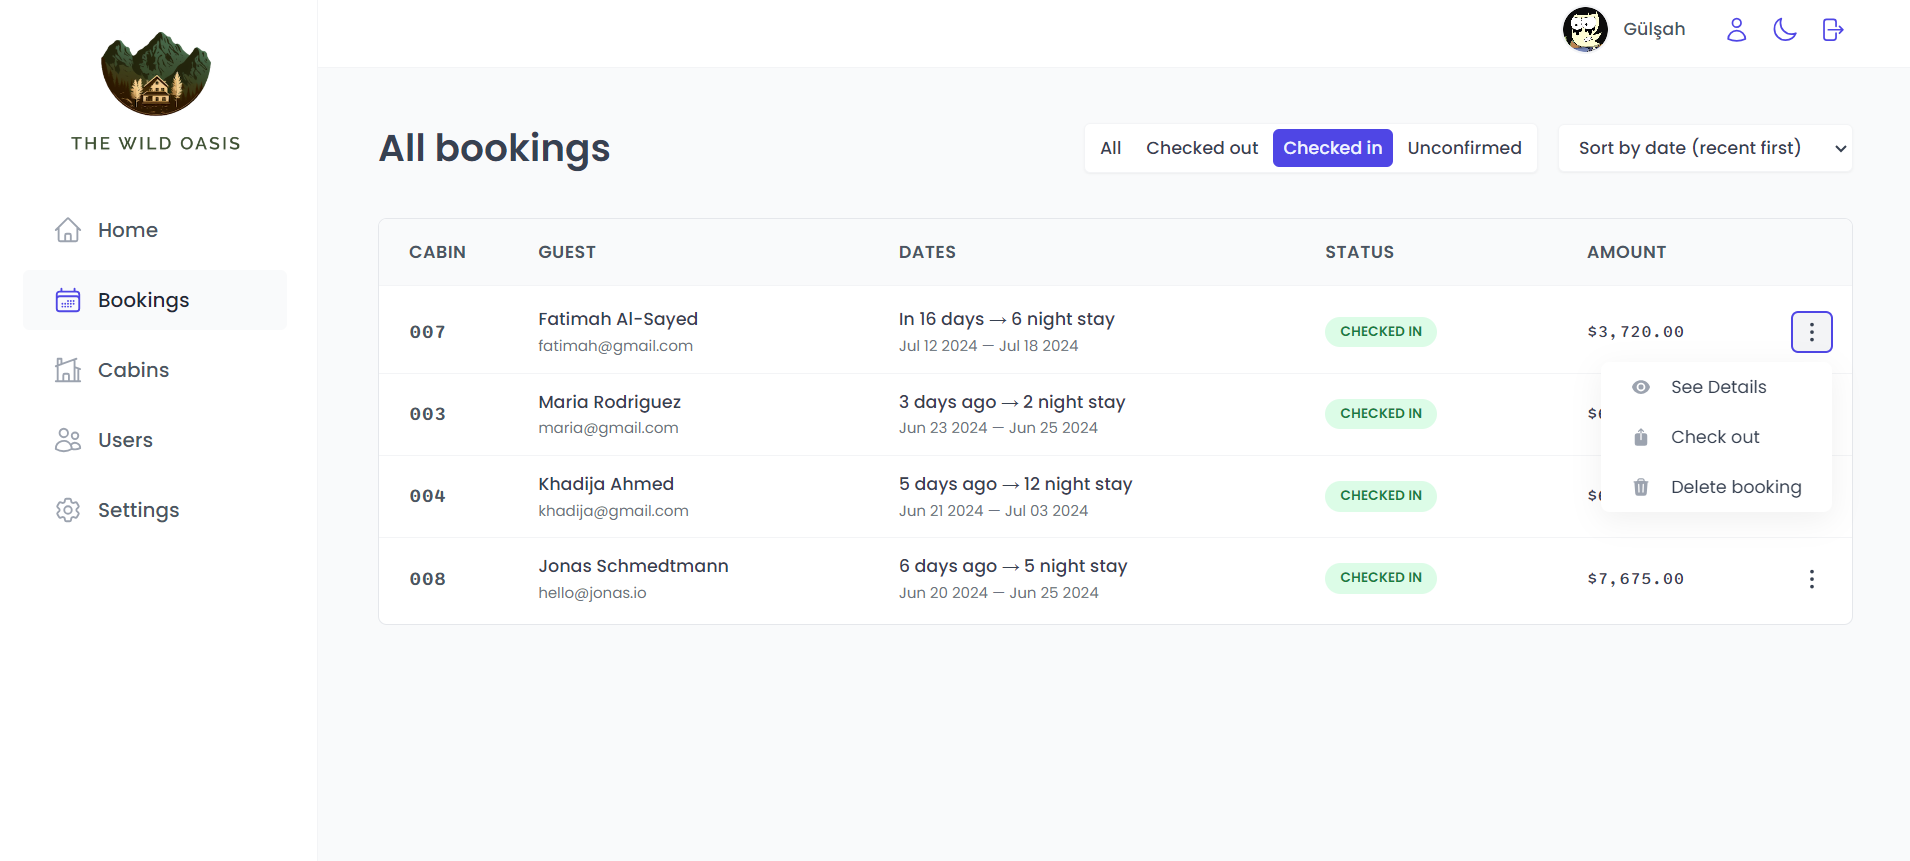 THE WILD OASIS
Home
Bookings
Cabins
Users
Settings
Gülşah
All bookings
All Checked out Checked in Unconfirmed
Sort by date (recent first)
CABIN GUEST DATES STATUS AMOUNT
007 Fatimah Al-Sayed In 16 days → 6 night stay CHECKED IN $3,720.00
fatimah@gmail.com Jul 12 2024 — Jul 18 2024
003 Maria Rodriguez 3 days ago → 2 night stay CHECKED IN
maria@gmail.com Jun 23 2024 — Jun 25 2024
004 Khadija Ahmed 5 days ago → 12 night stay CHECKED IN
khadija@gmail.com Jun 21 2024 — Jul 03 2024
008 Jonas Schmedtmann 6 days ago → 5 night stay CHECKED IN $7,675.00
hello@jonas.io Jun 20 2024 — Jun 25 2024
See Details
Check out
Delete booking